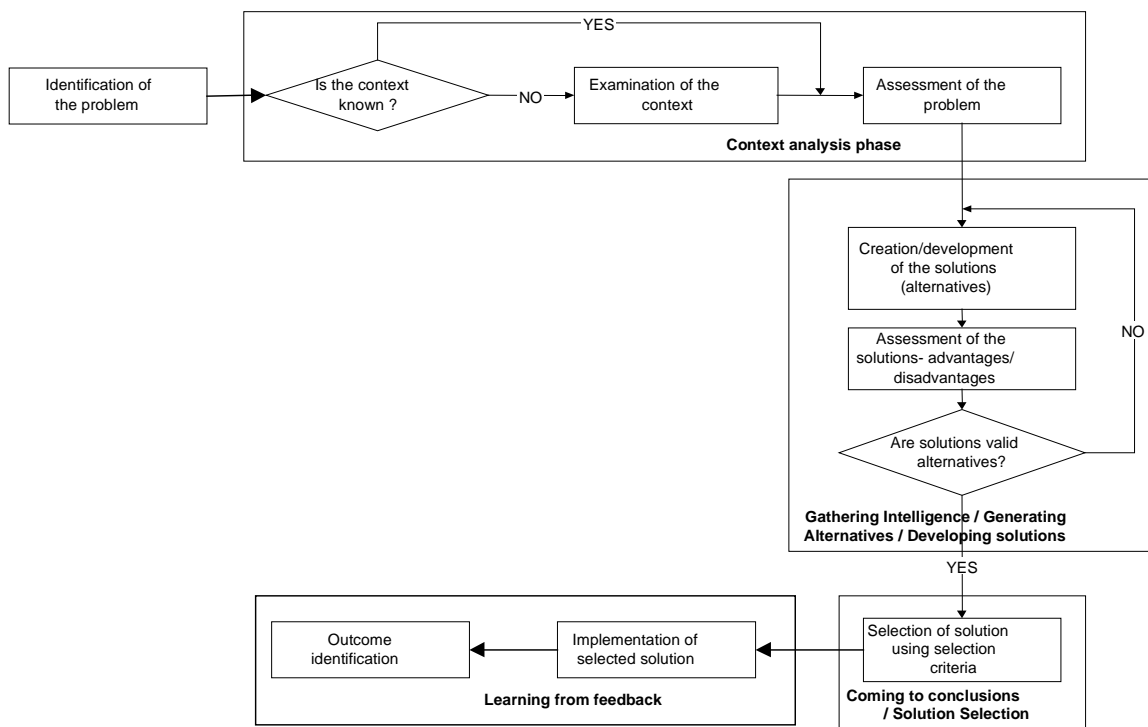 YES
Identification of
the problem
Is the context
known ?
NO
Examination of the
context
Assessment of the
problem
Context analysis phase
Creation/development
of the solutions
(alternatives)
NO
Assessment of the
solutions- advantages/
disadvantages
Are solutions valid
alternatives?
Gathering Intelligence / Generating
Alternatives / Developing solutions
YES
Outcome
identification
Implementation of
selected solution
Selection of solution
using selection
criteria
Learning from feedback
Coming to conclusions
/ Solution Selection